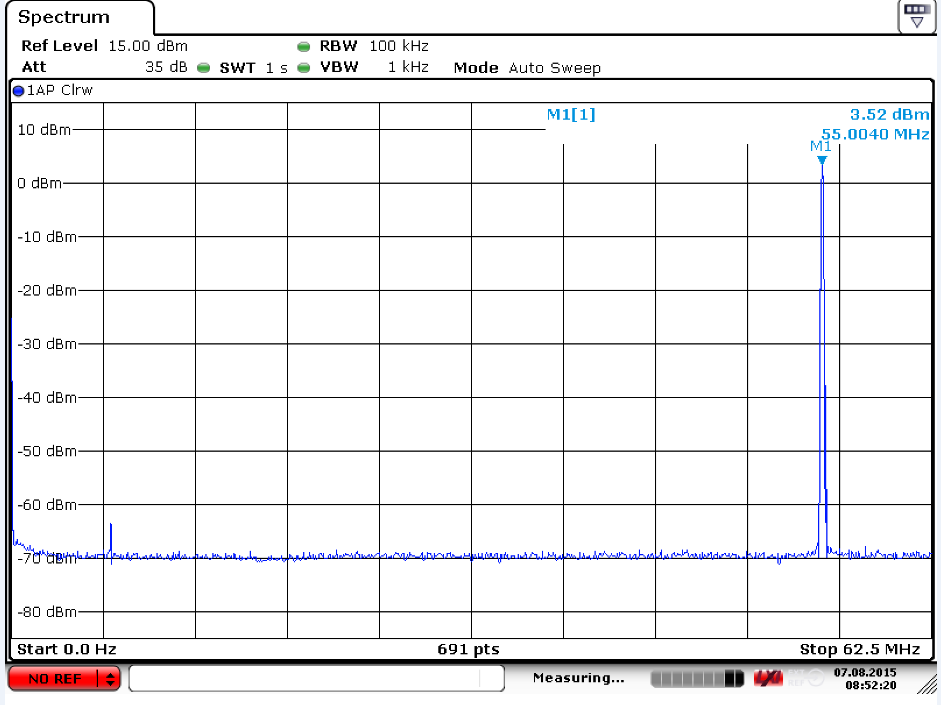 Spectrum
Ref Level 15.00 dBm RBW 100 kHz
Att 35 dB SWT 1 s VBW 1 kHz Mode Auto Sweep
1AP Clrw
M1[1] 3.52 dBm
55.0040 MHz
M1
10 dBm
0 dBm
-10 dBm
-20 dBm
-30 dBm
-40 dBm
-50 dBm
-60 dBm
-70 dBm
-80 dBm
Start 0.0 Hz 691 pts Stop 62.5 MHz
NO REF Measuring... LXI 07.08.2015
08:52:20